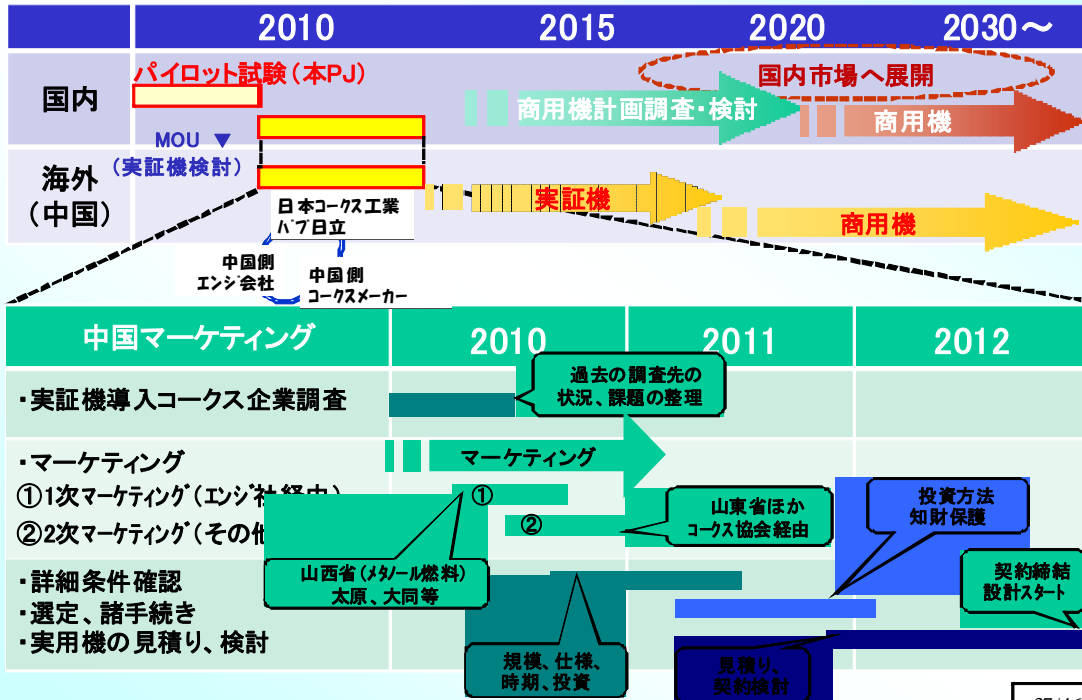 2010
2015
2020
2030～
国内
パイロット試験(本PJ)
国内市場へ展開
商用機計画調査・検討
商用機
MOU ▼
(実証機検討)
海外
(中国)
実証機
商用機
日本コークス工業
バブ日立
中国側
エンジ会社
中国側
コークスメーカー
中国マーケティング
2010
2011
2012
・実証機導入コークス企業調査
過去の調査先の
状況、課題の整理
・マーケティング
マーケティング
①1次マーケティング(エンジ社経由)
①
②2次マーケティング(その他
②
山東省ほか
コークス協会経由
投資方法
知財保護
山西省(メタノール燃料)
太原、大同等
・詳細条件確認
・選定、諸手続き
・実用機の見積り、検討
規模、仕様、
時期、投資
見積り、
契約検討
契約締結
設計スタート